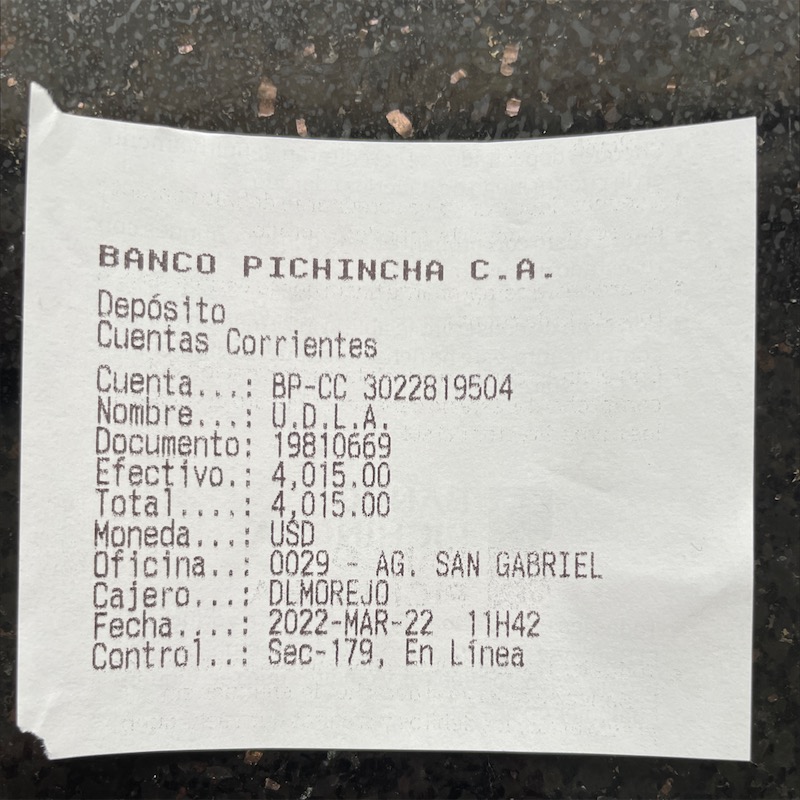 BANCO PICHINCHA C.A.
Depósito
Cuentas Corrientes
Cuenta...: BP-CC 3022819504
Nombre...: U.D.L.A.
Documento: 19810669
Efectivo.: 4,015.00
Total....: 4,015.00
Moneda...: USD
Oficina..: 0029 - AG. SAN GABRIEL
Cajero...: DLMOREJO
Fecha....: 2022-MAR-22 11H42
Control..: Sec-179, En Línea